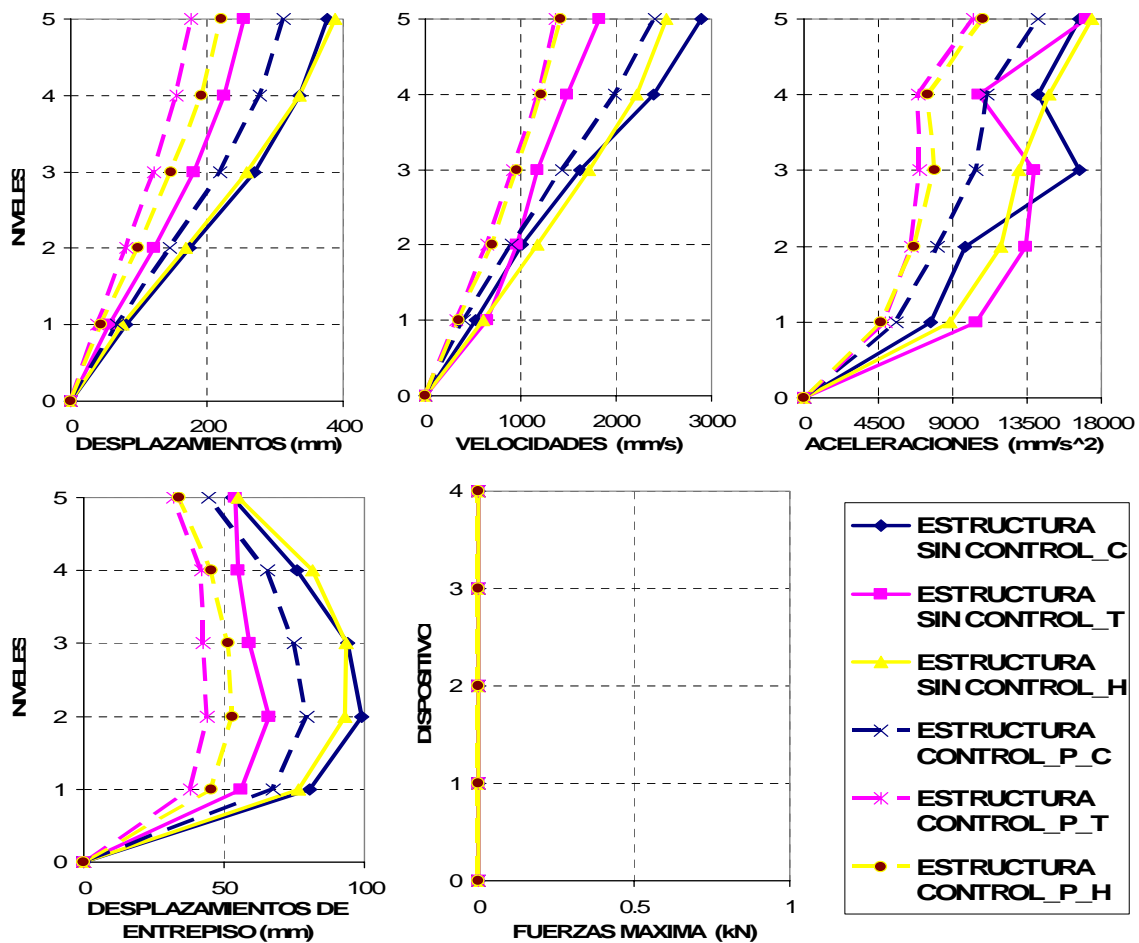 5
4
3
2
1
0
NIVELES
0
200
400
DESPLAZAMIENTOS (mm)
5
4
3
2
1
0
0
1000
2000
3000
VELOCIDADES (mm/s)
5
4
3
2
1
0
0
4500
9000
13500
18000
ACELERACIONES (mm/s^2)
5
4
3
2
1
0
NIVELES
0
50
100
DESPLAZAMIENTOS DE
ENTREPISO (mm)
4
3
2
1
0
DISPOSITIVO
0
0.5
1
FUERZAS MAXIMA (kN)
ESTRUCTURA
SIN CONTROL_C
ESTRUCTURA
SIN CONTROL_T
ESTRUCTURA
SIN CONTROL_H
ESTRUCTURA
CONTROL_P_C
ESTRUCTURA
CONTROL_P_T
ESTRUCTURA
CONTROL_P_H